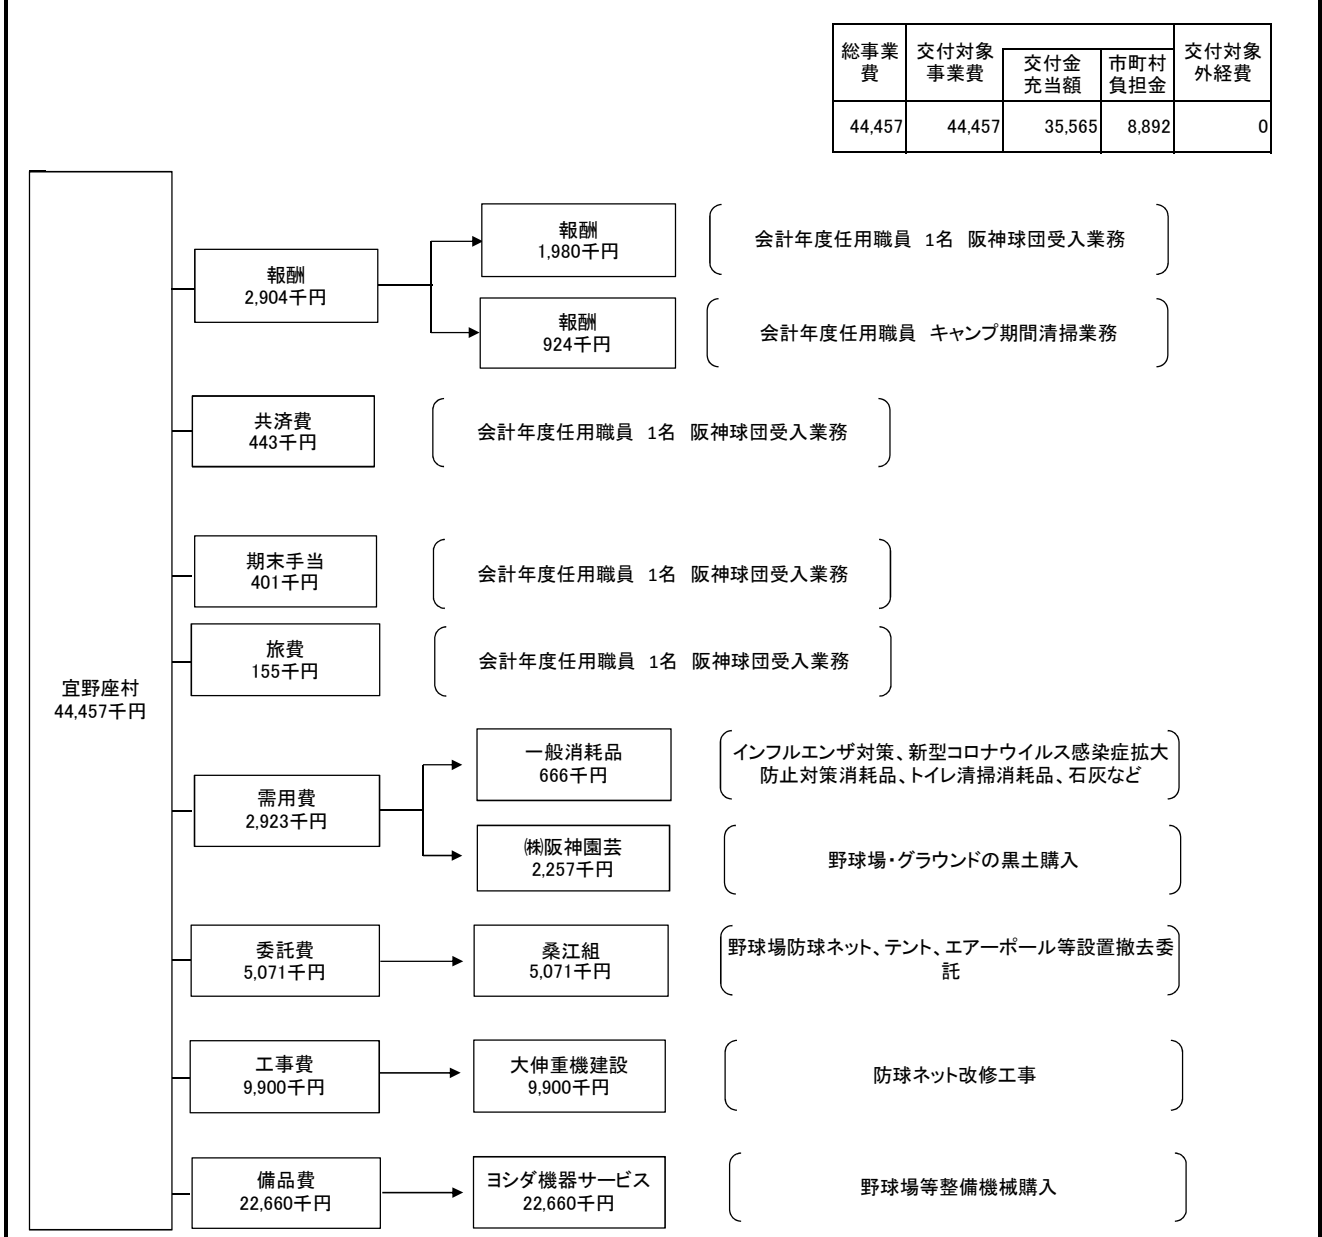 総事業
費
交付対象
事業費
交付金
充当額
市町村
負担金
交付対象
外経費
44,457 44,457 35,565 8,892 0
宜野座村
44,457千円
報酬
2,904千円
報酬
1,980千円
会計年度任用職員 1名 阪神球団受入業務
報酬
924千円
会計年度任用職員 キャンプ期間清掃業務
共済費
443千円
会計年度任用職員 1名 阪神球団受入業務
期末手当
401千円
会計年度任用職員 1名 阪神球団受入業務
旅費
155千円
会計年度任用職員 1名 阪神球団受入業務
需用費
2,923千円
一般消耗品
666千円
インフルエンザ対策、新型コロナウイルス感染症拡大
防止対策消耗品、トイレ清掃消耗品、石灰など
㈱阪神園芸
2,257千円
野球場・グラウンドの黒土購入
委託費
5,071千円
桑江組
5,071千円
野球場防球ネット、テント、エアーポール等設置撤去委
託
工事費
9,900千円
大伸重機建設
9,900千円
防球ネット改修工事
備品費
22,660千円
ヨシダ機器サービス
22,660千円
野球場等整備機械購入